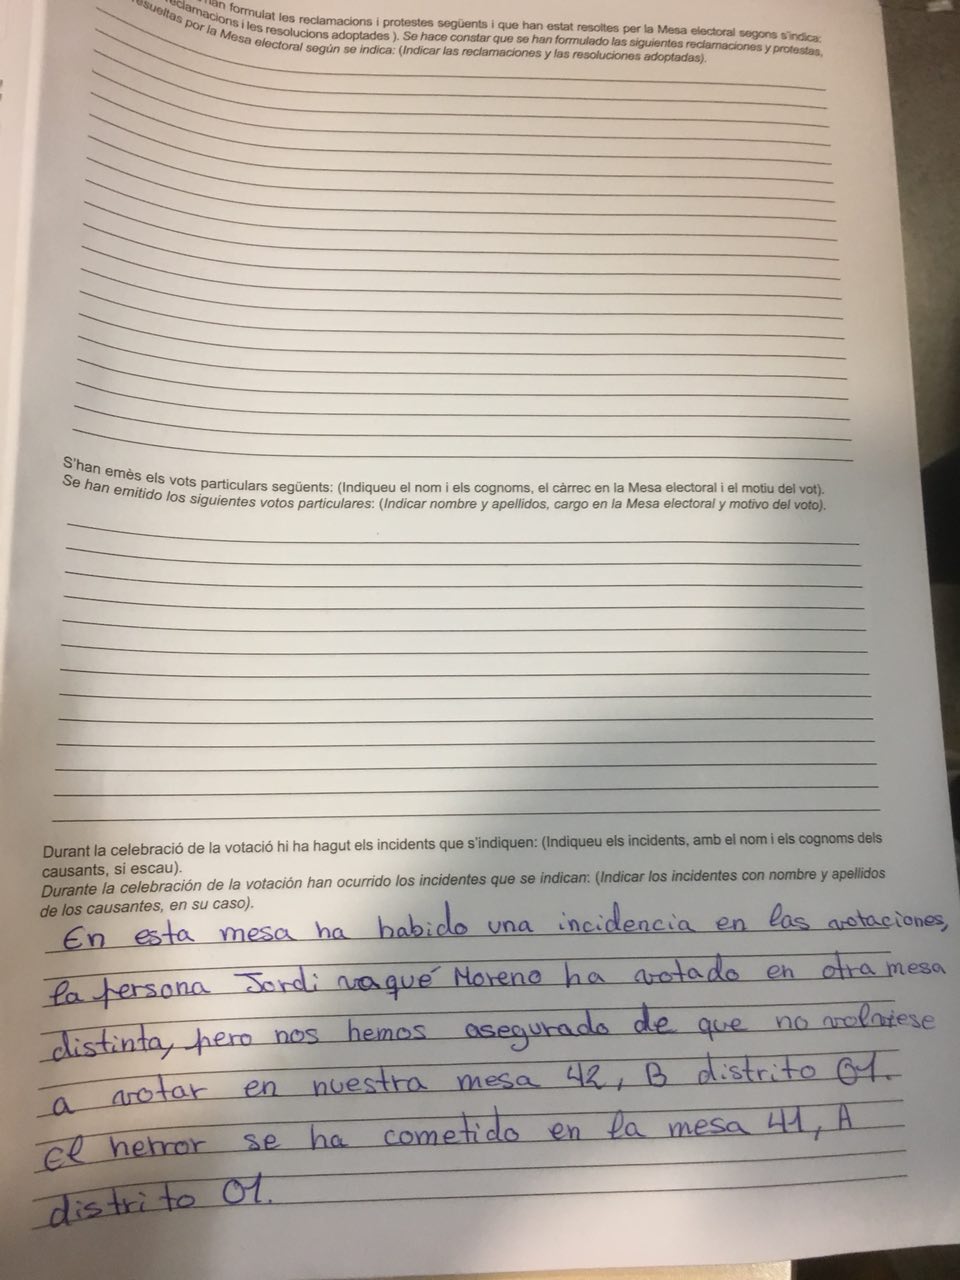 han formulat les reclamacions i protestes següents i que han estat resoltes per la Mesa electoral segons s'indica:
reclamacions i les resolucions adoptades ). Se hace constar que se han formulado las siguientes reclamaciones y protestas,
resueltas por la Mesa electoral según se indica: (Indicar las reclamaciones y las resoluciones adoptadas).
S'han emès els vots particulars següents: (Indiqueu el nom i els cognoms, el càrrec en la Mesa electoral i el motiu del vot).
Se han emitido los siguientes votos particulares: (Indicar nombre y apellidos, cargo en la Mesa electoral y motivo del voto).
Durant la celebració de la votació hi ha hagut els incidents que s'indiquen: (Indiqueu els incidents, amb el nom i els cognoms dels
causants, si escau).
Durante la celebración de la votación han ocurrido los incidentes que se indican: (Indicar los incidentes con nombre y apellidos
de los causantes, en su caso).
En esta mesa ha habido una incidencia en las votaciones,
la persona Jordi vaqué Moreno ha votado en otra mesa
distinta, pero nos hemos asegurado de que no volviese
a votar en nuestra mesa 42, B distrito 01.
el herror se ha cometido en la mesa 41, A
distrito 01.